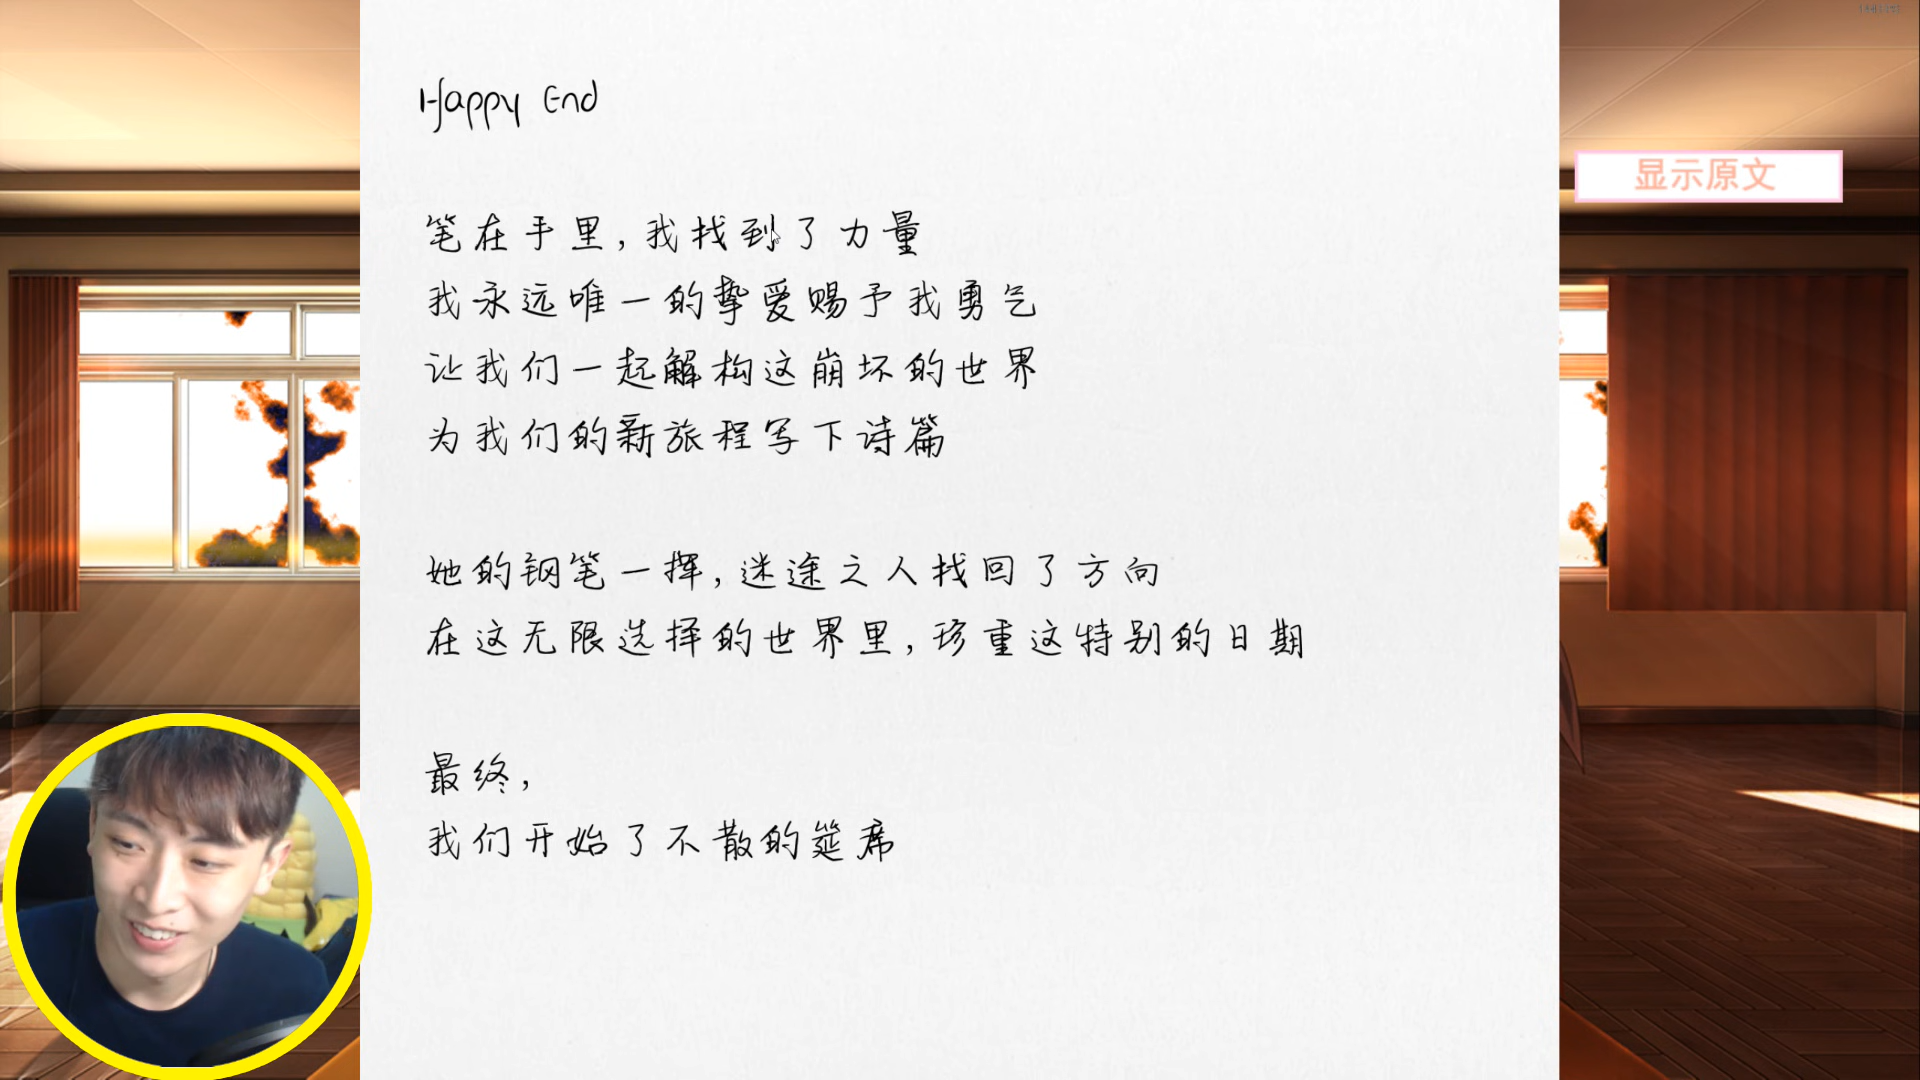 Happy End
显示原文
笔在手里,我找到了力量
我永远唯一的挚爱赐予我勇气
让我们一起解构这崩坏的世界
为我们的新旅程写下诗篇
她的钢笔一挥,迷途之人找回了方向
在这无限选择的世界里,珍重这特别的日期
最终,
我们开始了不散的筵席